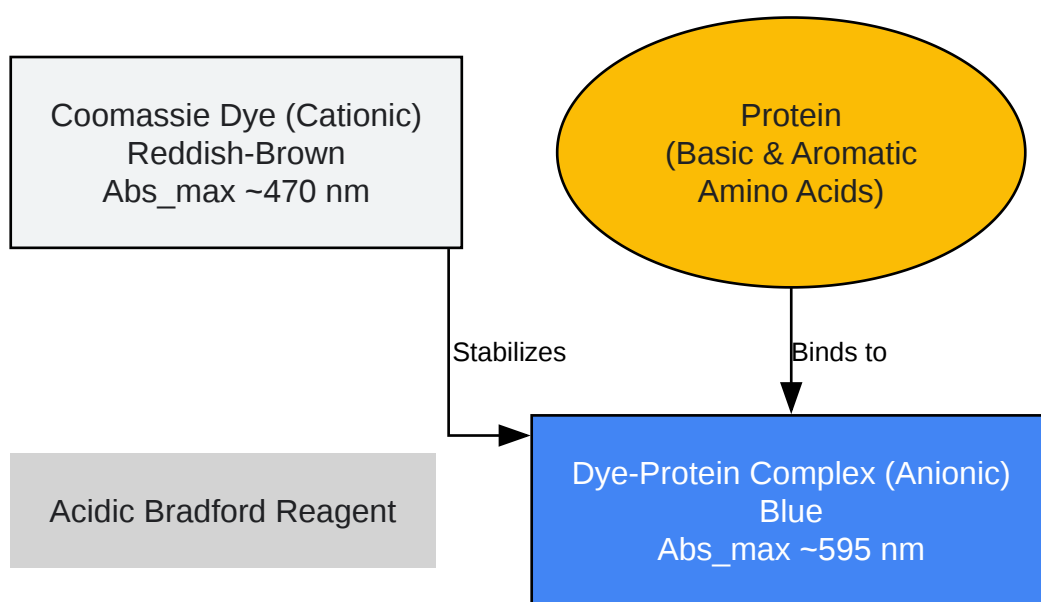 Coomassie Dye (Cationic)
Reddish-Brown
Abs_max ~470 nm
Protein
(Basic & Aromatic
Amino Acids)
Stabilizes
Binds to
Acidic Bradford Reagent
Dye-Protein Complex (Anionic)
Blue
Abs_max ~595 nm